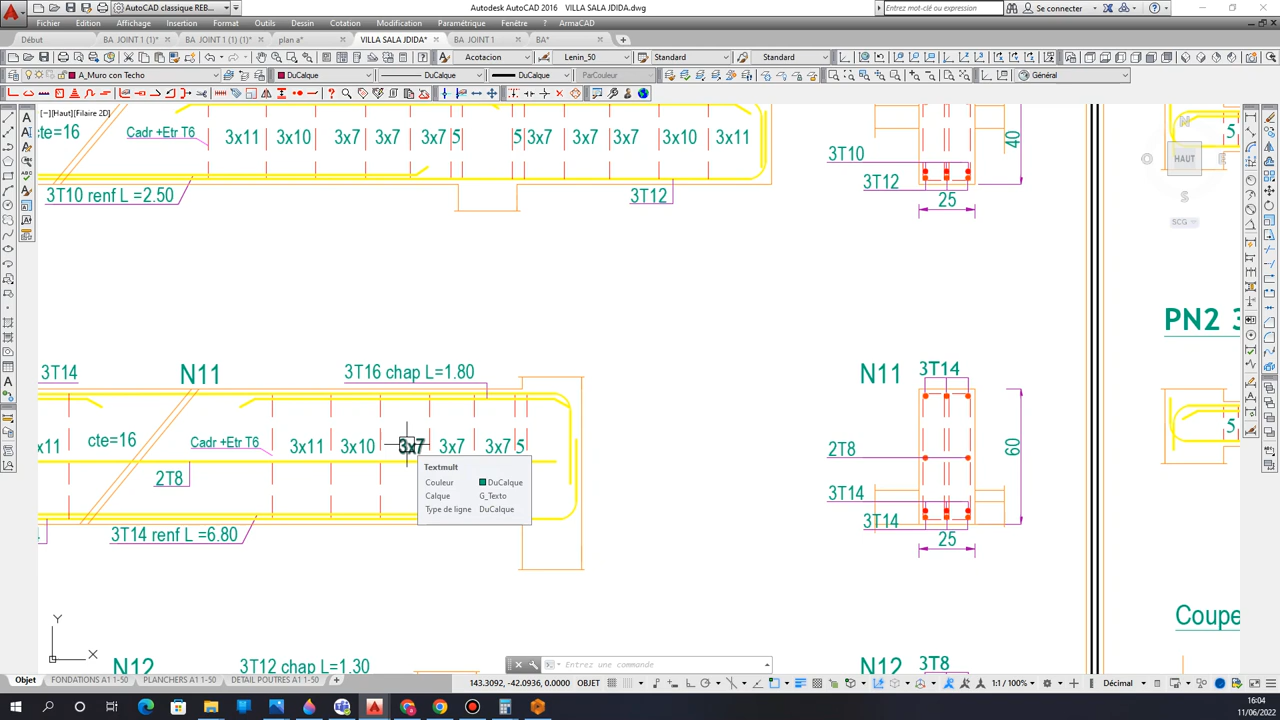 AutoCAD classique REB...
Autodesk AutoCAD 2016 VILLA SALA JDIDA.dwg
Entrez mot-clé ou expression
Se connecter
Fichier Edition Affichage Insertion Format Outils Dessin Cotation Modification Paramétrique Fenêtre ? ArmaCAD
Début BA JOINT 1 (1)* BA JOINT 1 (1) (1)* plan a* VILLA SALA JDIDA* BA JOINT 1 BA*
Acotacion Lenin_50 Standard Standard
A_Muro con Techo DuCalque DuCalque DuCalque ParCouleur Général
[−][Haut][Filaire 2D]
cte=16 Cadr +Etr T6 3x11 3x10 3x7 3x7 3x7 5 5 3x7 3x7 3x7 3x10 3x11
3T10 renf L =2.50
3T12
3T10
3T12
40
25
5
N
O HAUT E
S
SCG
PN2 3
N11
3T14
3T16 chap L=1.80
N11
3T14
x11 cte=16 Cadr +Etr T6 3x11 3x10 3x7 3x7 3x7 5
2T8
3T14 renf L =6.80
Textmult
Couleur DuCalque
Calque G_Texto
Type de ligne DuCalque
2T8
3T14
3T14
60
25
5
Coupe
Y
X
N12
3T12 chap L=1.30
N12
3T8
Entrez une commande
Objet FONDATIONS A1 1-50 PLANCHERS A1 1-50 DETAIL POUTRES A1 1-50
143.3092, -42.0936, 0.0000 OBJET 1:1 / 100% Décimal
16:04
11/06/2022